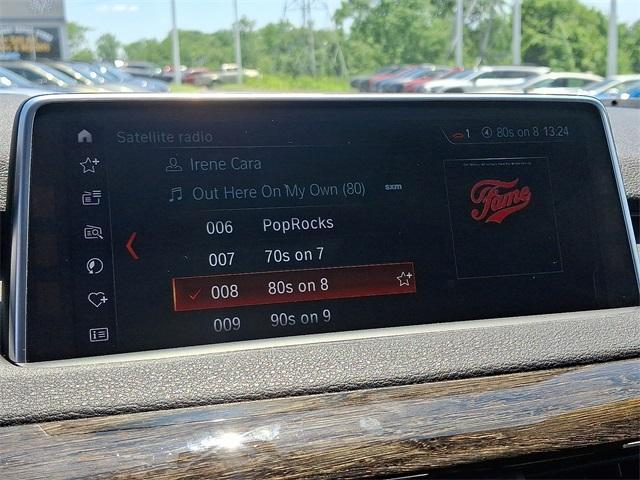 Satellite radio
1 4 80s on 8 13:24
Irene Cara
Out Here On My Own (80) sxm
Fame
006 PopRocks
007 70s on 7
008 80s on 8
009 90s on 9